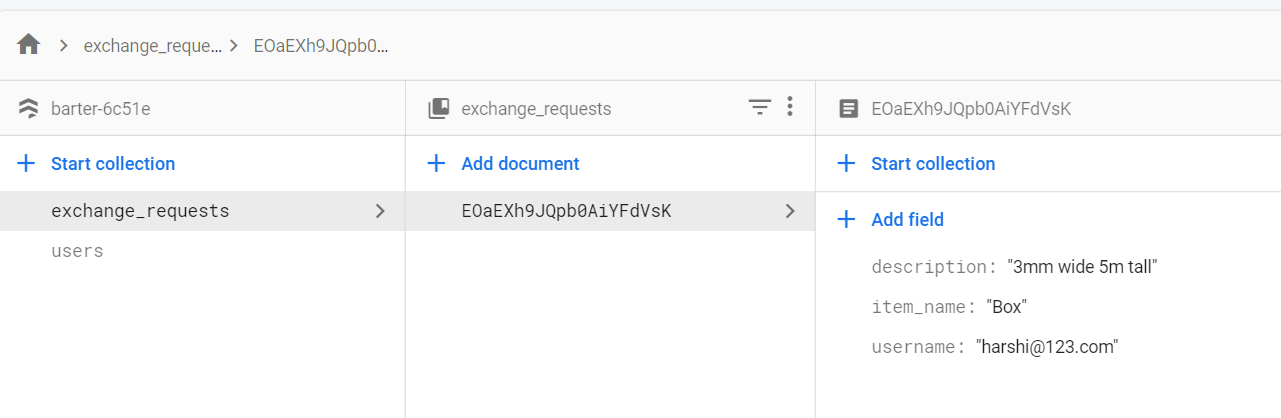 exchange_reque... EOaEXh9JQpb0...
barter-6c51e
Start collection
exchange_requests
users
exchange_requests
Add document
EOaEXh9JQpb0AiYFdVsK
EOaEXh9JQpb0AiYFdVsK
Start collection
Add field
description: "3mm wide 5m tall"
item_name: "Box"
username: "harshi@123.com"